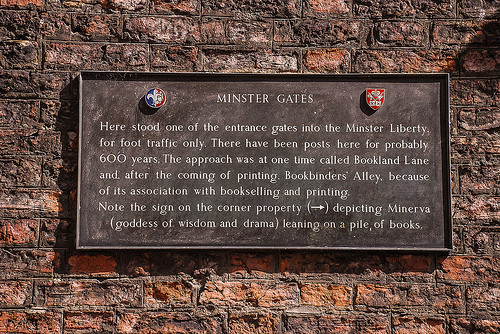 MINSTER GATES
Here stood one of the entrance gates into the Minster Liberty,
for foot traffic only. There have been posts here for probably
600 years. The approach was at one time called Bookland Lane
and, after the coming of printing, Bookbinders' Alley, because
of its association with bookselling and printing.
Note the sign on the corner property (→) depicting Minerva
(goddess of wisdom and drama) leaning on a pile of books.